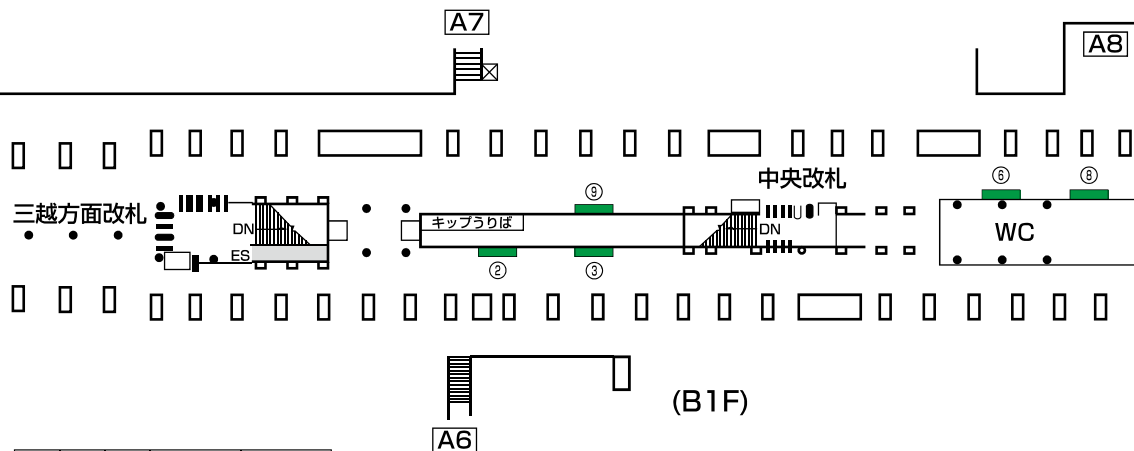 A7
A8
⑨
中央改札
⑥
⑧
三越方面改札
キップうりば
DN
DN
WC
ES
②
③
(B1F)
A6